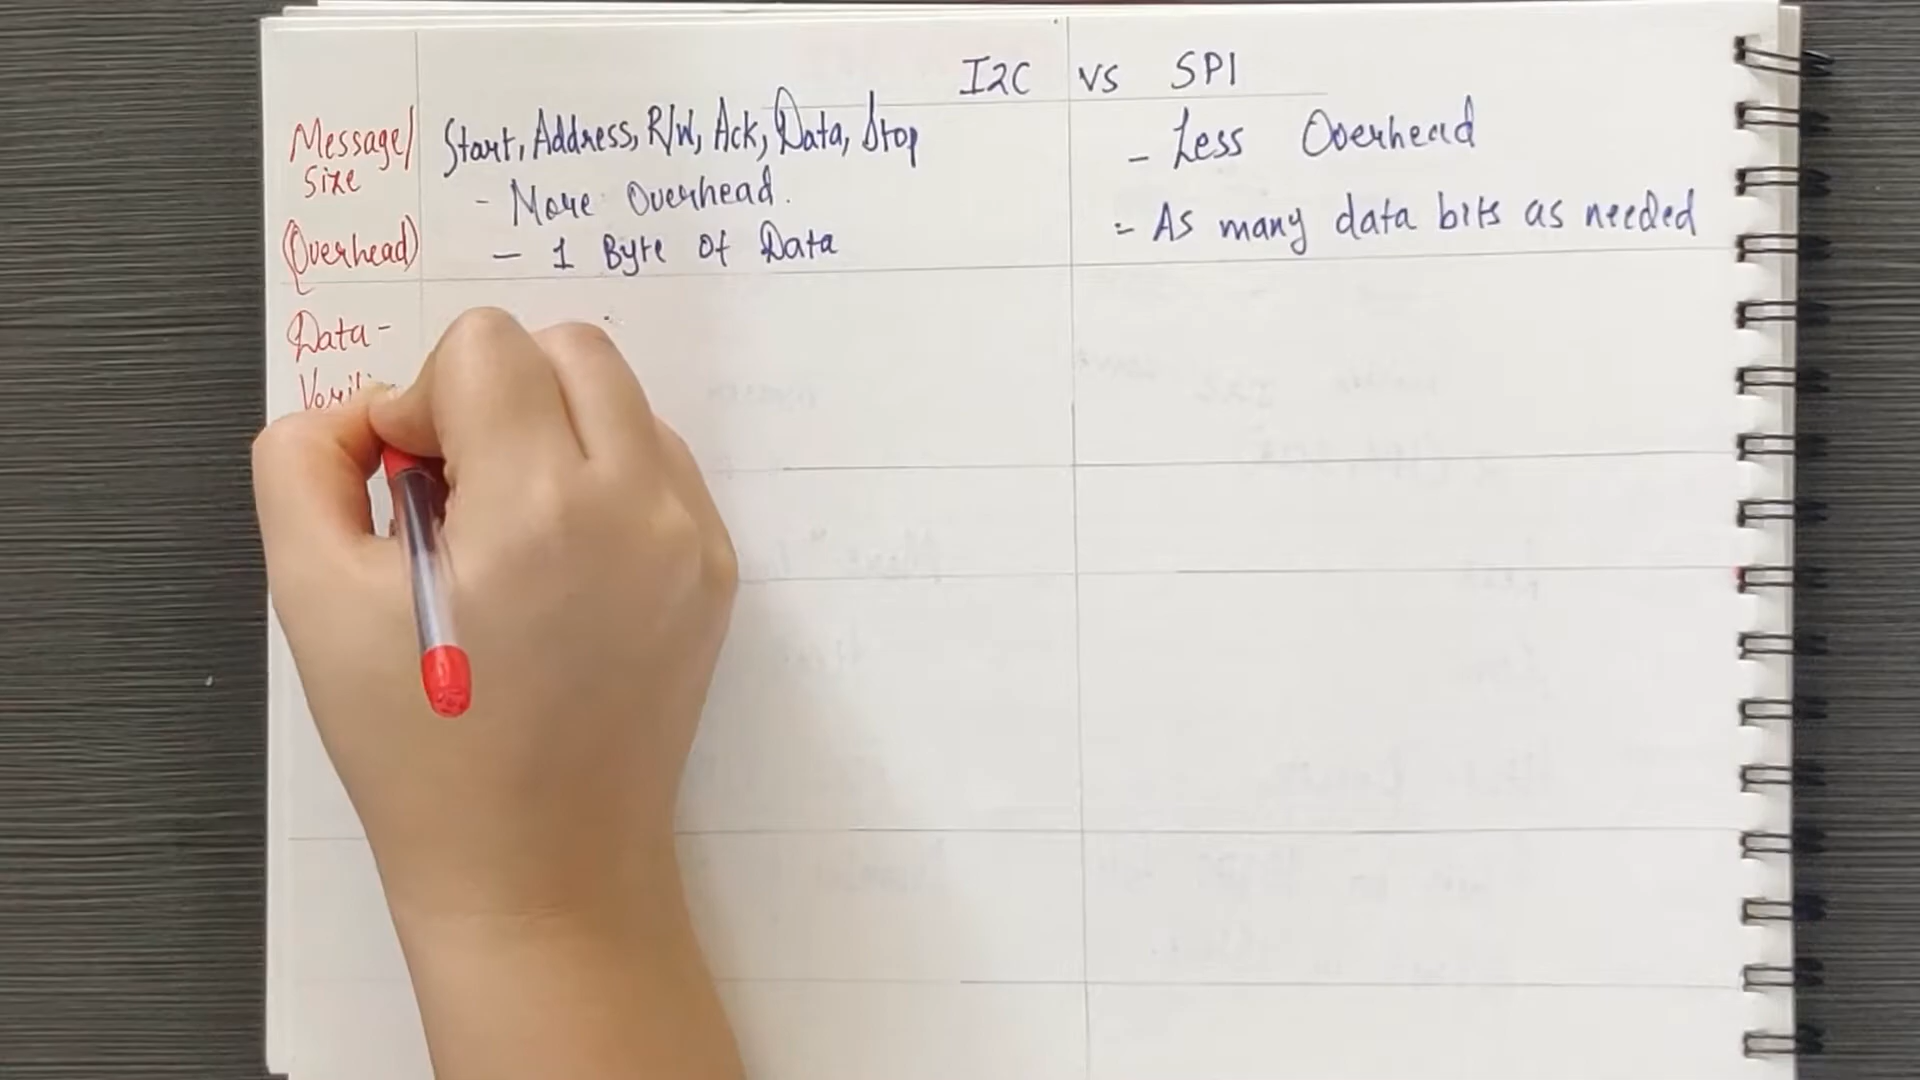 I2C vs SPI
Message/
Size
(Overhead)
Start, Address, R/W, Ack, Data, Stop
- More Overhead.
- 1 Byte Of Data
- Less Overhead
- As many data bits as needed
Data-